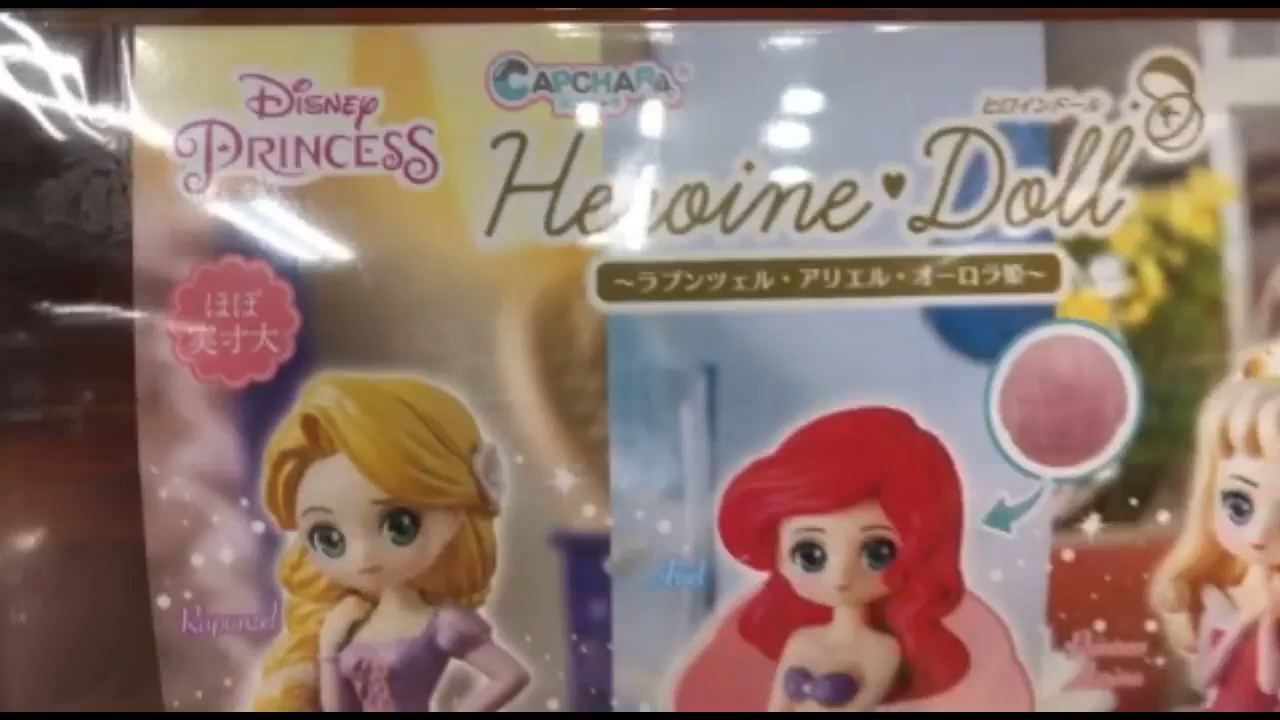 Disney
PRINCESS
CAPCHARA
ヒロインドール
Heroine Doll
～ラプンツェル・アリエル・オーロラ姫～
ほぼ
実寸大
Rapunzel
Ariel